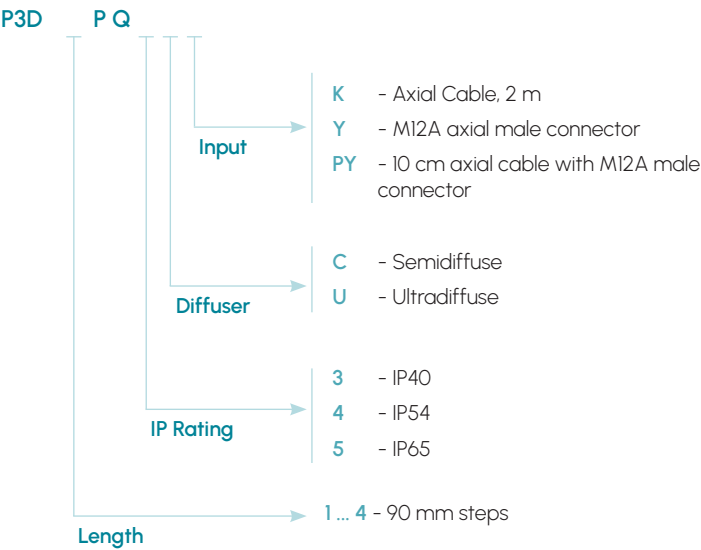 P3D P Q
K - Axial Cable, 2 m
Y - M12A axial male connector
Input
PY - 10 cm axial cable with M12A male
connector
C - Semidiffuse
U - Ultradiffuse
Diffuser
3 - IP40
4 - IP54
IP Rating
5 - IP65
1 ... 4 - 90 mm steps
Length